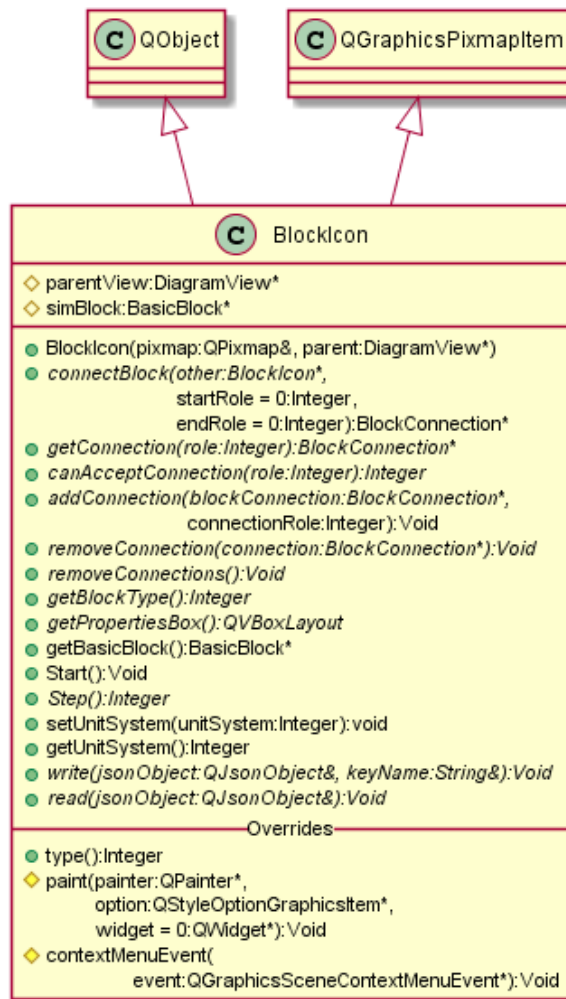 C QObject
C QGraphicsPixmapItem
C BlockIcon
parentView:DiagramView*
simBlock:BasicBlock*
BlockIcon(pixmap:QPixmap&, parent:DiagramView*)
connectBlock(other:BlockIcon*,
startRole = 0:Integer,
endRole = 0:Integer):BlockConnection*
getConnection(role:Integer):BlockConnection*
canAcceptConnection(role:Integer):Integer
addConnection(blockConnection:BlockConnection*,
connectionRole:Integer):Void
removeConnection(connection:BlockConnection*):Void
removeConnections():Void
getBlockType():Integer
getPropertiesBox():QVBoxLayout
getBasicBlock():BasicBlock*
Start():Void
Step():Integer
setUnitSystem(unitSystem:Integer):void
getUnitSystem():Integer
write(jsonObject:QJsonObject&, keyName:String&):Void
read(jsonObject:QJsonObject&):Void
Overrides
type():Integer
paint(painter:QPainter*,
option:QStyleOptionGraphicsItem*,
widget = 0:QWidget*):Void
contextMenuEvent(
event:QGraphicsSceneContextMenuEvent*):Void